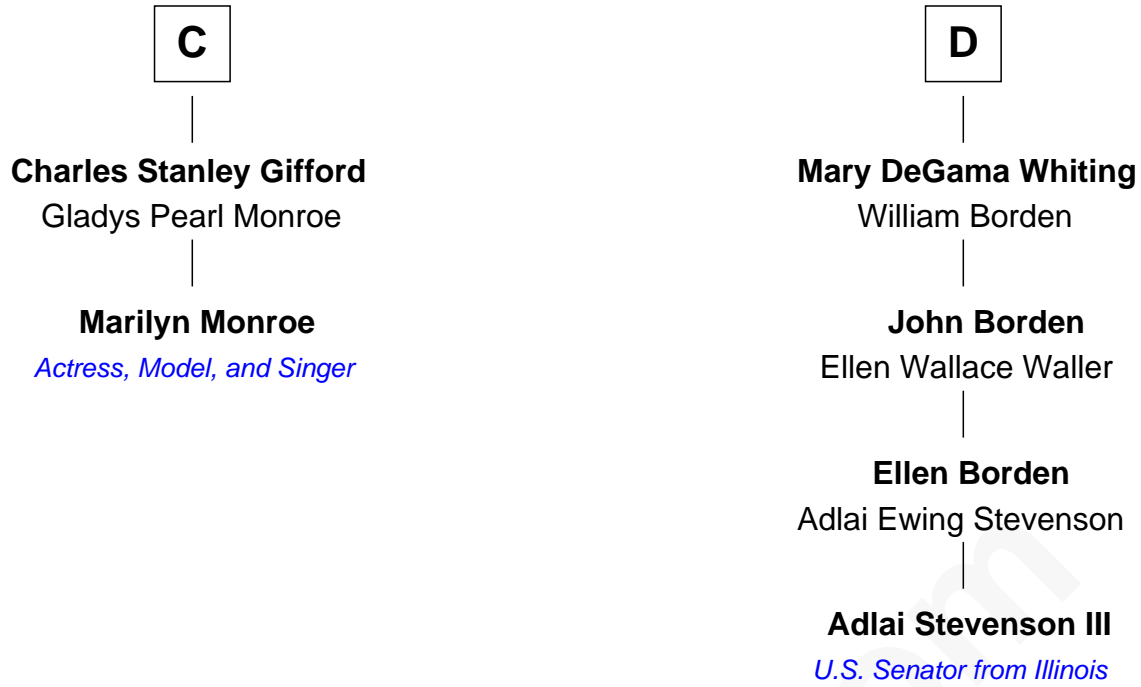 C
Charles Stanley Gifford
Gladys Pearl Monroe
Marilyn Monroe
Actress, Model, and Singer
D
Mary DeGama Whiting
William Borden
John Borden
Ellen Wallace Waller
Ellen Borden
Adlai Ewing Stevenson
Adlai Stevenson III
U.S. Senator from Illinois